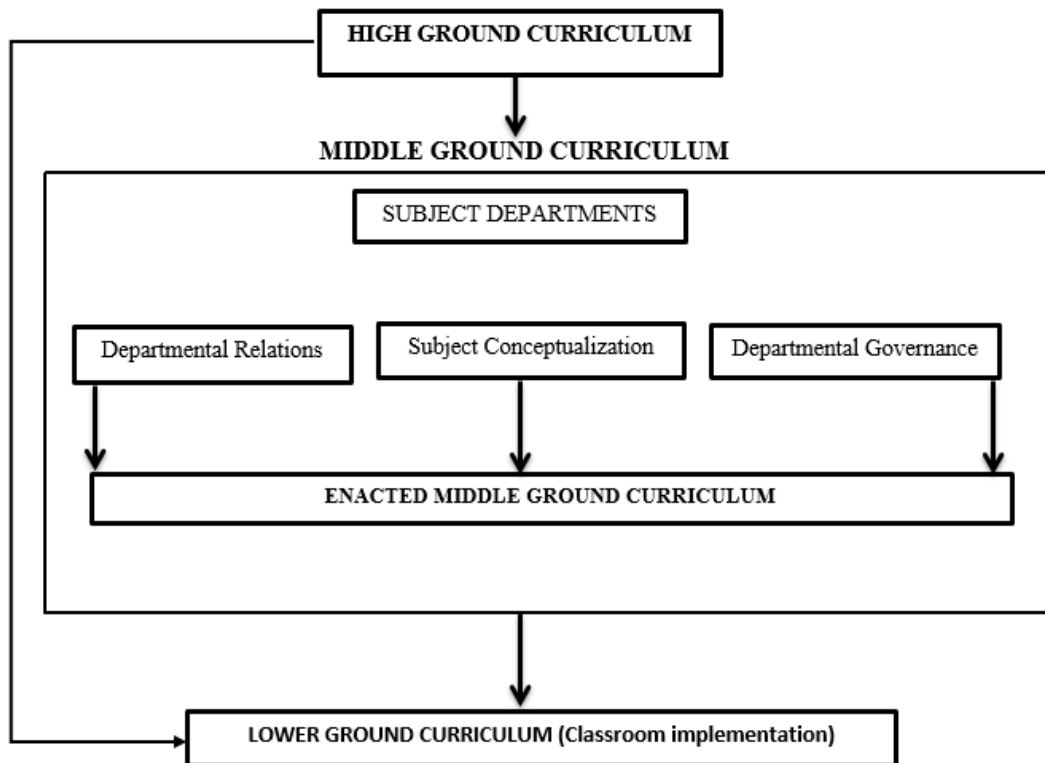 HIGH GROUND CURRICULUM
MIDDLE GROUND CURRICULUM
SUBJECT DEPARTMENTS
Departmental Relations
Subject Conceptualization
Departmental Governance
ENACTED MIDDLE GROUND CURRICULUM
LOWER GROUND CURRICULUM (Classroom implementation)